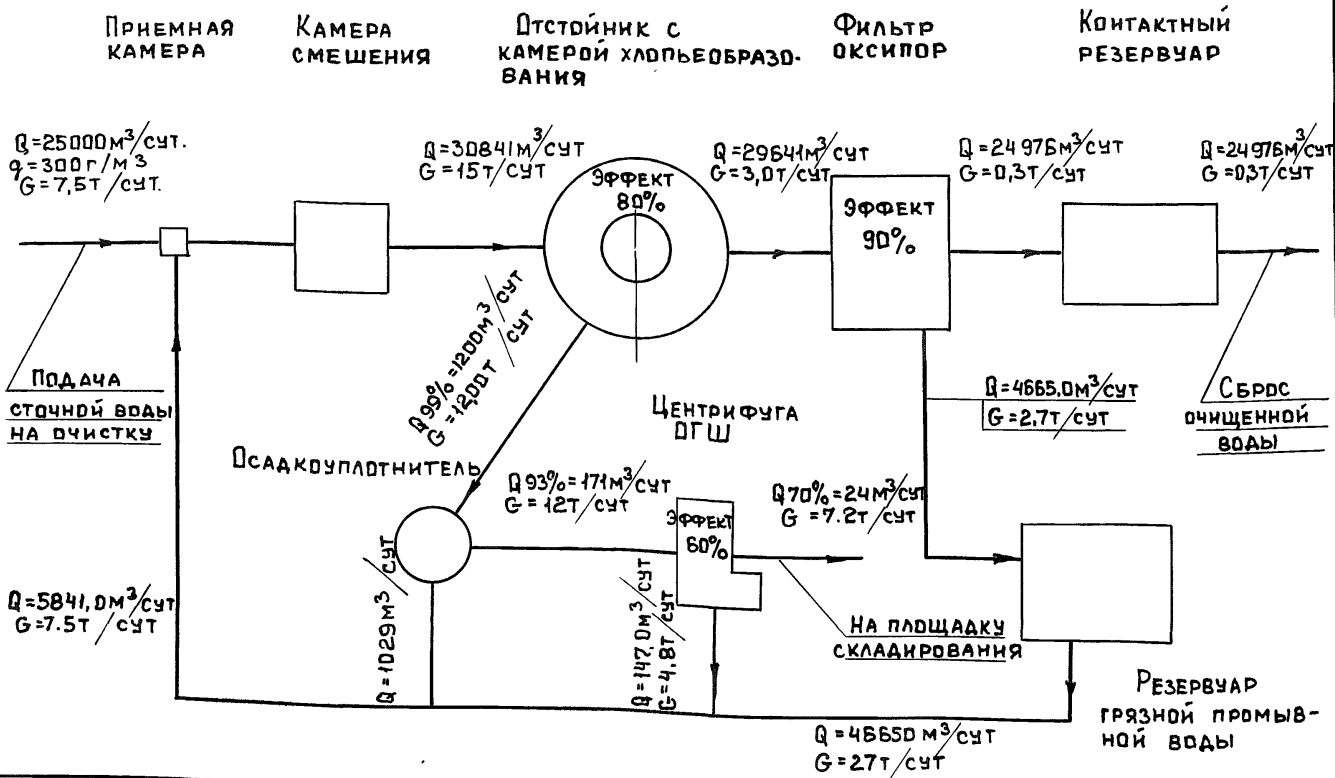 Приемная
камера
Камера
смешения
Отстойник с
камерой хлопьеобразо-
вания
Фильтр
оксипор
Контактный
резервуар
Q=25000м³/сут.
q=300г/м³
G=7,5т/сут.
Q=30841м³/сут
G=15т/сут
Эффект
80%
Q=29641м³/сут
G=3,0т/сут
Эффект
90%
Q=24976м³/сут
G=0,3т/сут
Q=24976м³/сут
G=0,3т/сут
Подача
сточной воды
на очистку
Q99%=1200м³/сут
G=12,00т/сут
Q=4665,0м³/сут
G=2,7т/сут
Сброс
очищенной
воды
Осадкоуплотнитель
Центрифуга
ОГШ
Q93%=171м³/сут
G=12т/сут
Эффект
60%
Q70%=24м³/сут
G=7.2т/сут
Q=5841,0м³/сут
G=7.5т/сут
Q=1029м³/сут
Q=147,0м³/сут
G=4,8т/сут
На площадку
складирования
Резервуар
грязной промыв-
ной воды
Q=46650м³/сут
G=27т/сут